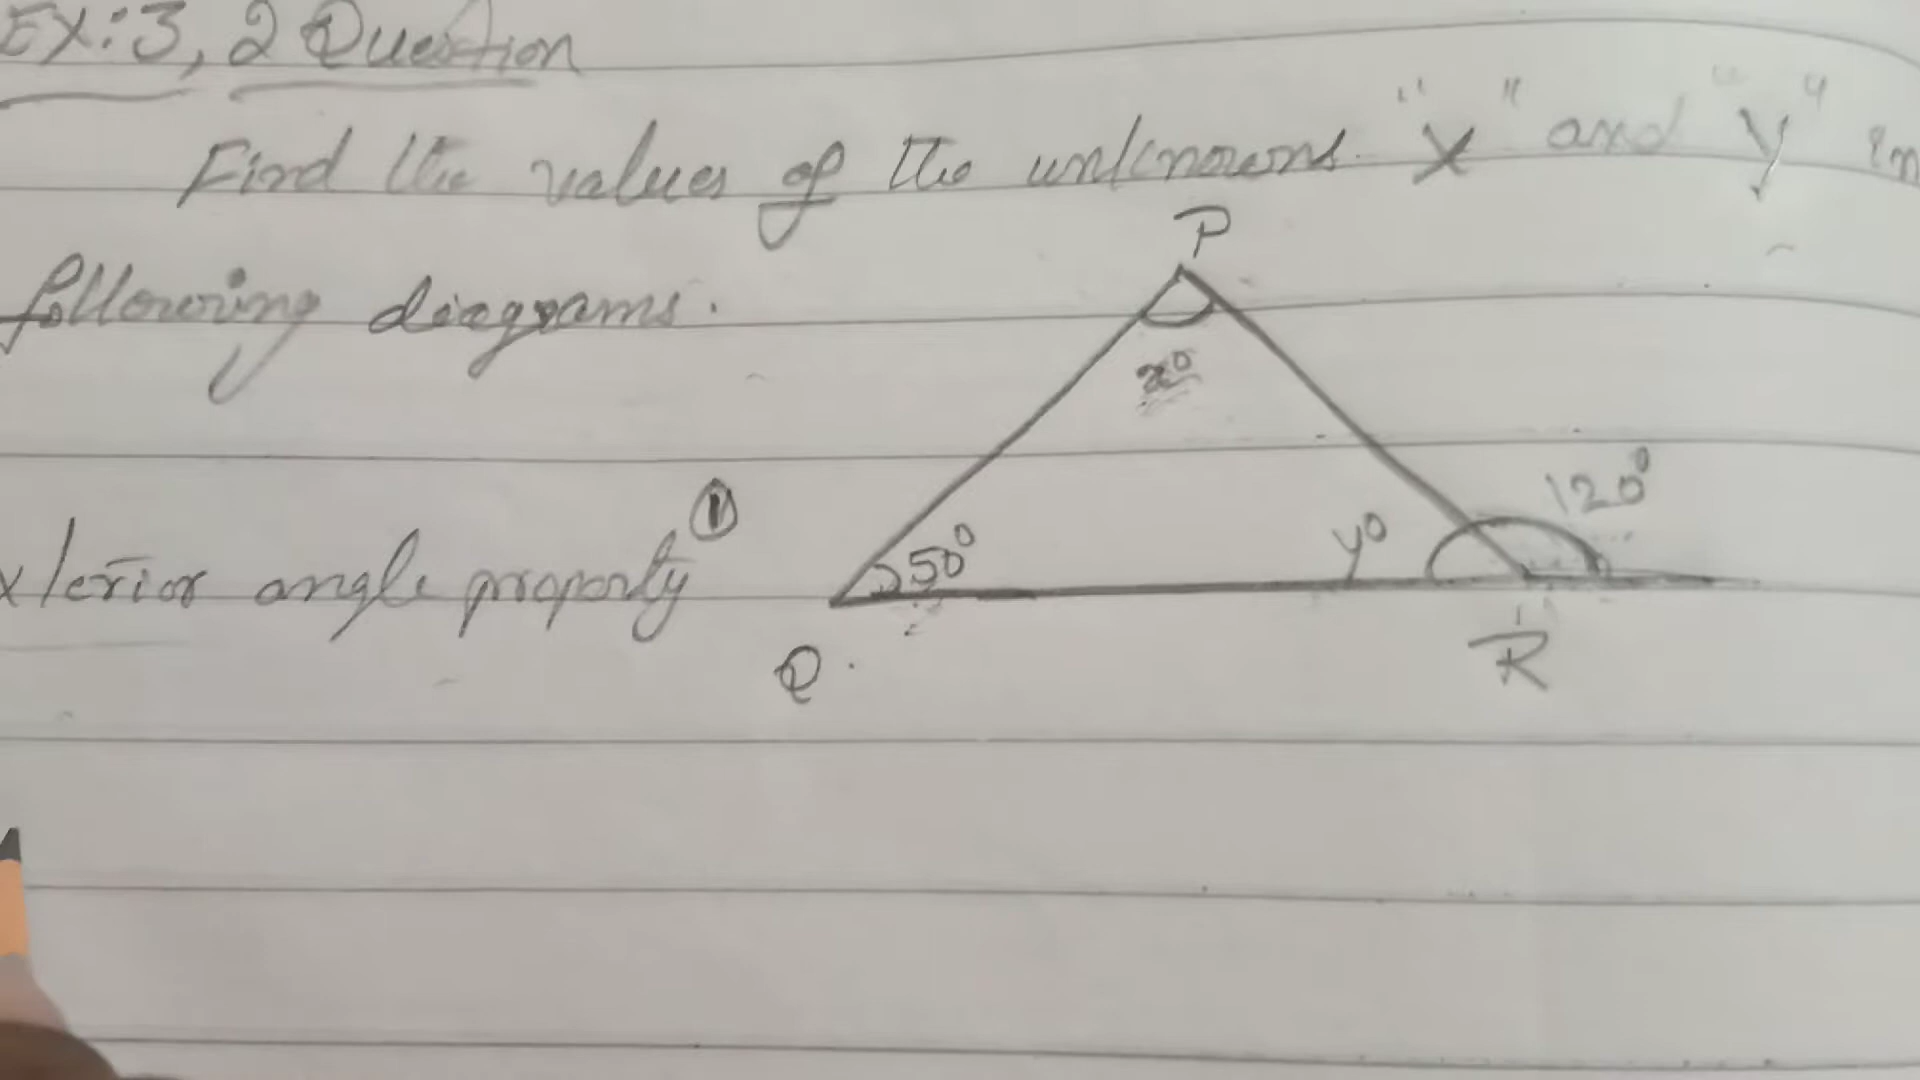 Ex:3, 2 Question
Find the values of the unknowns "x" and "y" in
following diagrams.
P
x°
120°
①
xterior angle property
50°
y°
Q
R